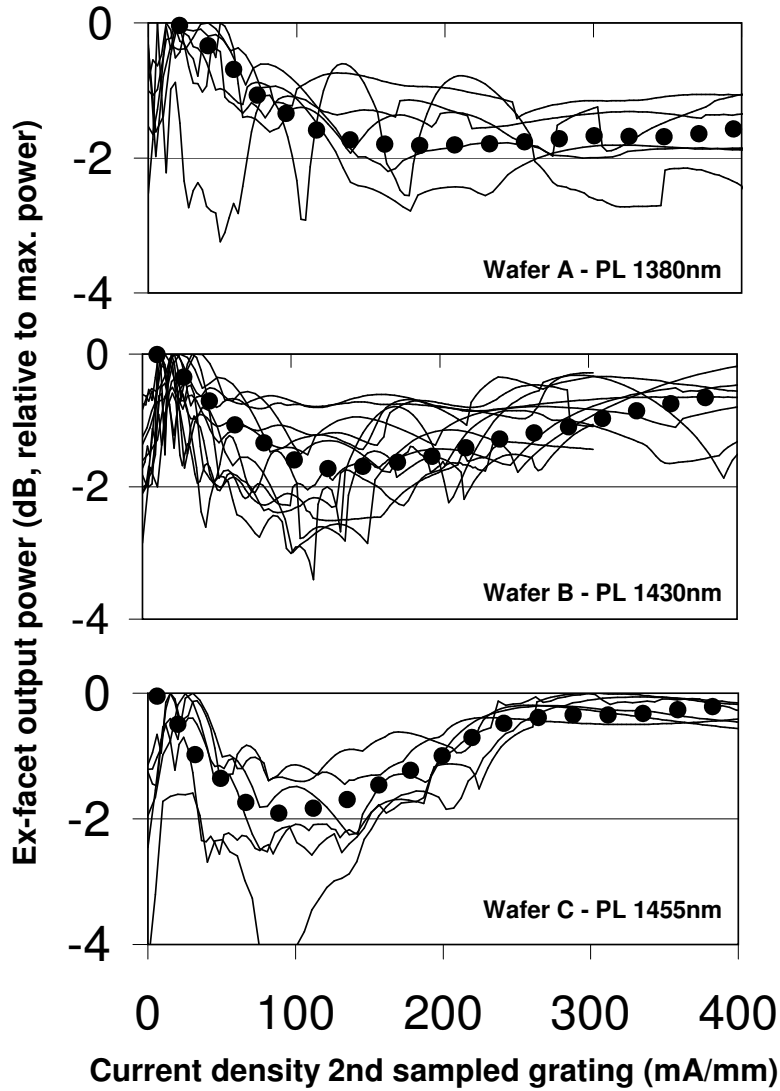 Ex-facet output power (dB, relative to max. power)
0
-2
-4
Wafer A - PL 1380nm
0
-2
-4
Wafer B - PL 1430nm
0
-2
-4
Wafer C - PL 1455nm
0 100 200 300 400
Current density 2nd sampled grating (mA/mm)